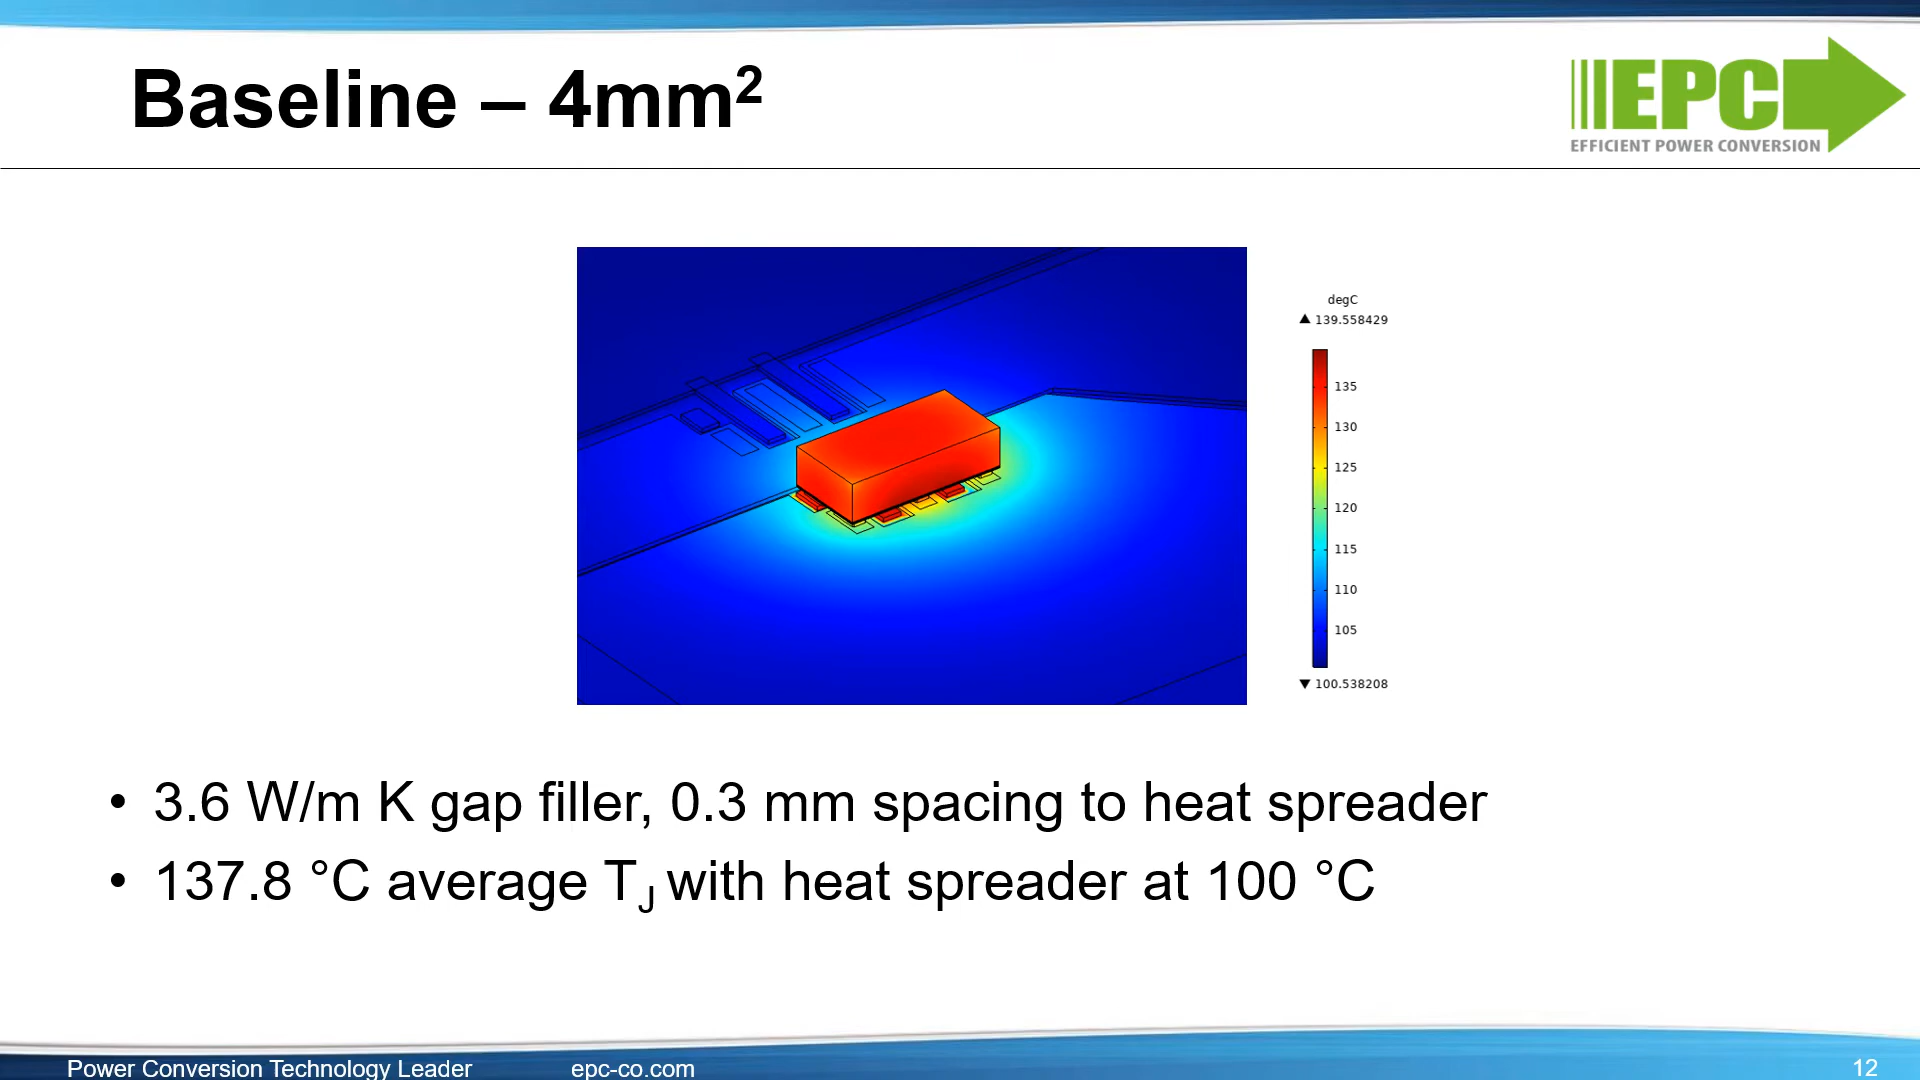 Baseline – 4mm²
EPC
EFFICIENT POWER CONVERSION
degC
▲ 139.558429
135
130
125
120
115
110
105
▼ 100.538208
• 3.6 W/m K gap filler, 0.3 mm spacing to heat spreader
• 137.8 °C average TJ with heat spreader at 100 °C
Power Conversion Technology Leader epc-co.com 12